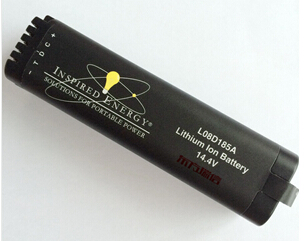 - T D C +
INSPIRED ENERGY®
SOLUTIONS FOR PORTABLE POWER
L08D185A
Lithium Ion Battery
14.4V